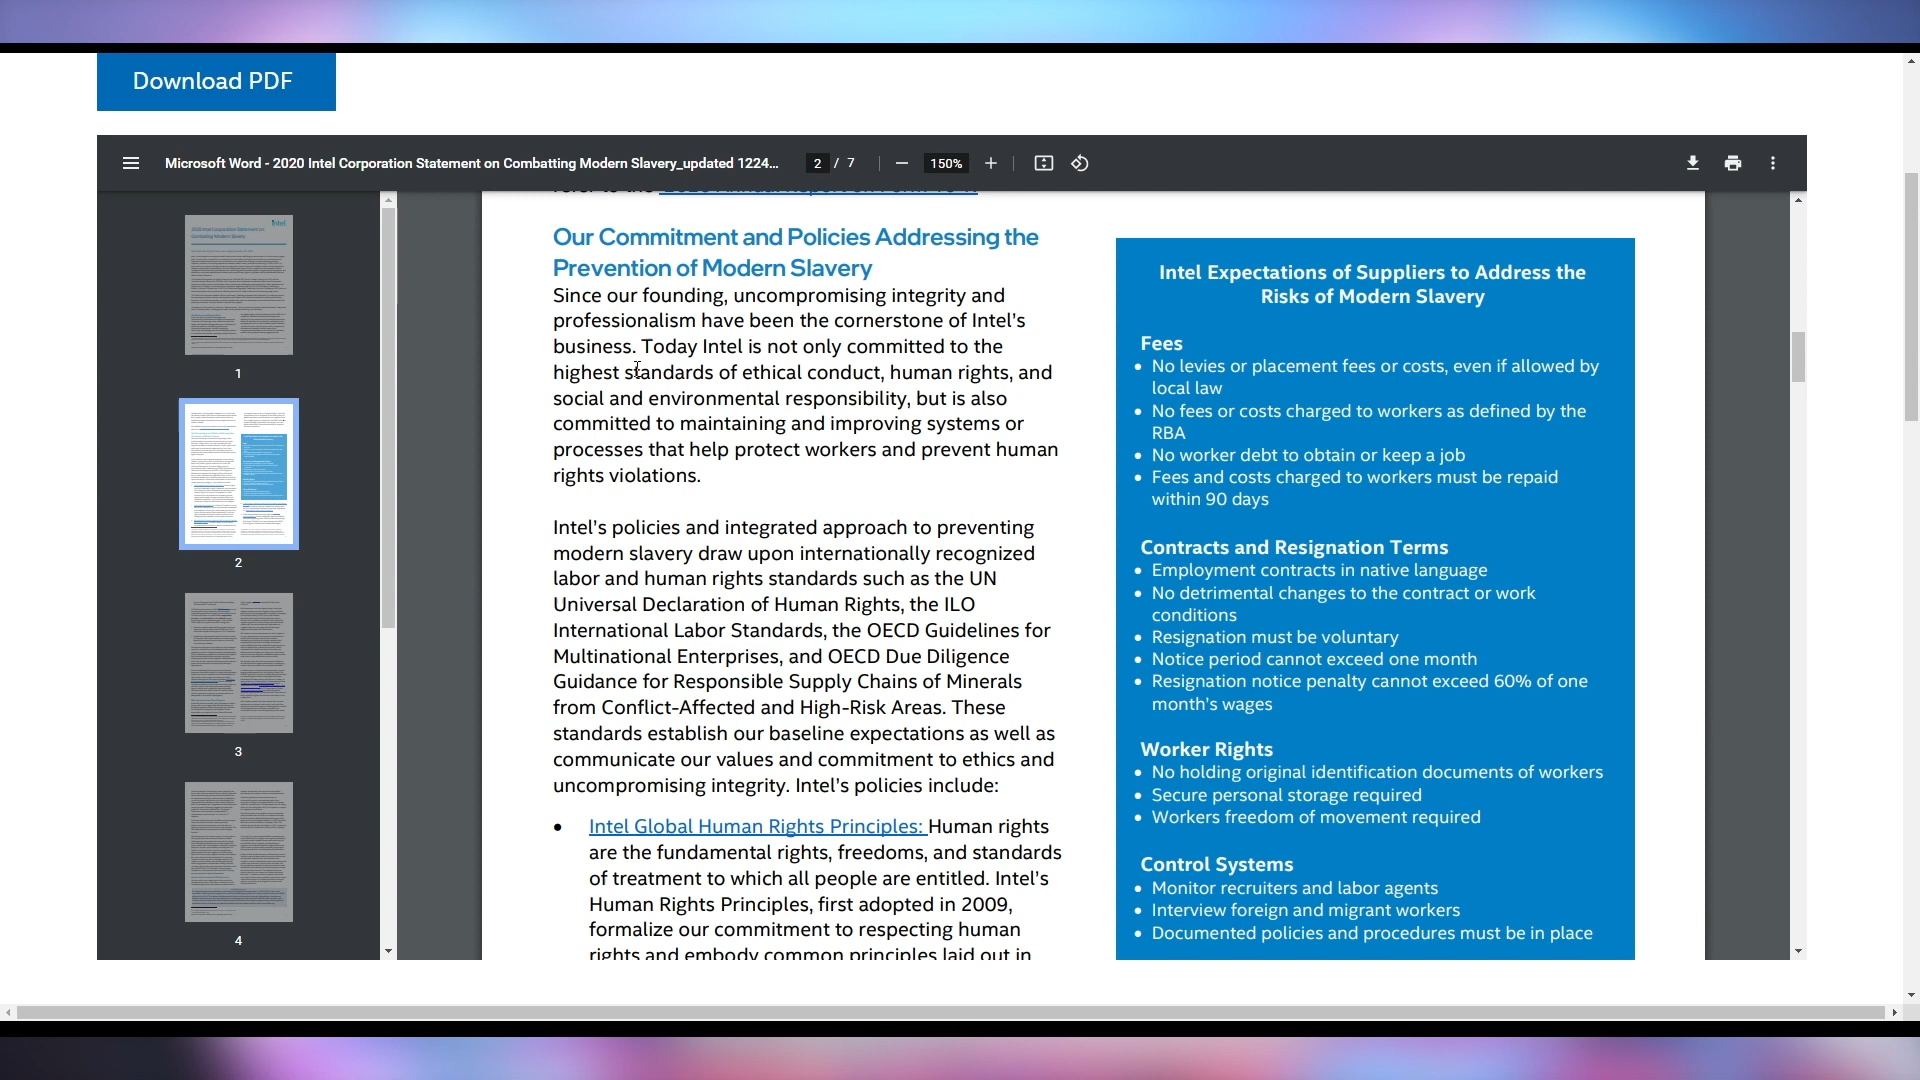 Download PDF
Microsoft Word - 2020 Intel Corporation Statement on Combatting Modern Slavery_updated 1224...
2 / 7
150%
1
2
3
4
Our Commitment and Policies Addressing the
Prevention of Modern Slavery
Since our founding, uncompromising integrity and
professionalism have been the cornerstone of Intel's
business. Today Intel is not only committed to the
highest standards of ethical conduct, human rights, and
social and environmental responsibility, but is also
committed to maintaining and improving systems or
processes that help protect workers and prevent human
rights violations.
Intel's policies and integrated approach to preventing
modern slavery draw upon internationally recognized
labor and human rights standards such as the UN
Universal Declaration of Human Rights, the ILO
International Labor Standards, the OECD Guidelines for
Multinational Enterprises, and OECD Due Diligence
Guidance for Responsible Supply Chains of Minerals
from Conflict-Affected and High-Risk Areas. These
standards establish our baseline expectations as well as
communicate our values and commitment to ethics and
uncompromising integrity. Intel's policies include:
• Intel Global Human Rights Principles: Human rights
are the fundamental rights, freedoms, and standards
of treatment to which all people are entitled. Intel's
Human Rights Principles, first adopted in 2009,
formalize our commitment to respecting human
rights and embody common principles laid out in
Intel Expectations of Suppliers to Address the
Risks of Modern Slavery
Fees
• No levies or placement fees or costs, even if allowed by
local law
• No fees or costs charged to workers as defined by the
RBA
• No worker debt to obtain or keep a job
• Fees and costs charged to workers must be repaid
within 90 days
Contracts and Resignation Terms
• Employment contracts in native language
• No detrimental changes to the contract or work
conditions
• Resignation must be voluntary
• Notice period cannot exceed one month
• Resignation notice penalty cannot exceed 60% of one
month's wages
Worker Rights
• No holding original identification documents of workers
• Secure personal storage required
• Workers freedom of movement required
Control Systems
• Monitor recruiters and labor agents
• Interview foreign and migrant workers
• Documented policies and procedures must be in place